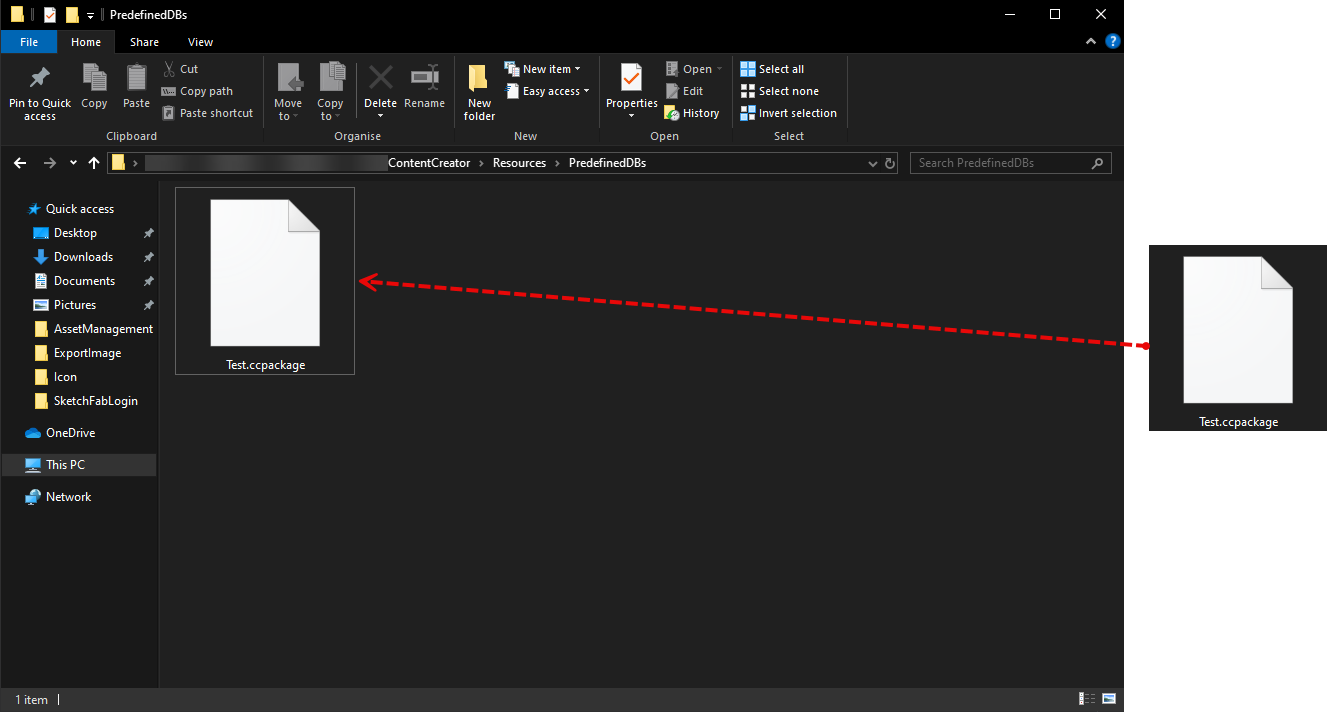 PredefinedDBs
File
Home
Share
View
Pin to Quick
access
Copy
Paste
Cut
Copy path
Paste shortcut
Clipboard
Move
to
Copy
to
Delete
Rename
Organise
New
folder
New item
Easy access
New
Properties
Open
Edit
History
Open
Select all
Select none
Invert selection
Select
ContentCreator > Resources > PredefinedDBs
Search PredefinedDBs
Quick access
Desktop
Downloads
Documents
Pictures
AssetManagement
ExportImage
Icon
SketchFabLogin
OneDrive
This PC
Network
Test.ccpackage
Test.ccpackage
1 item